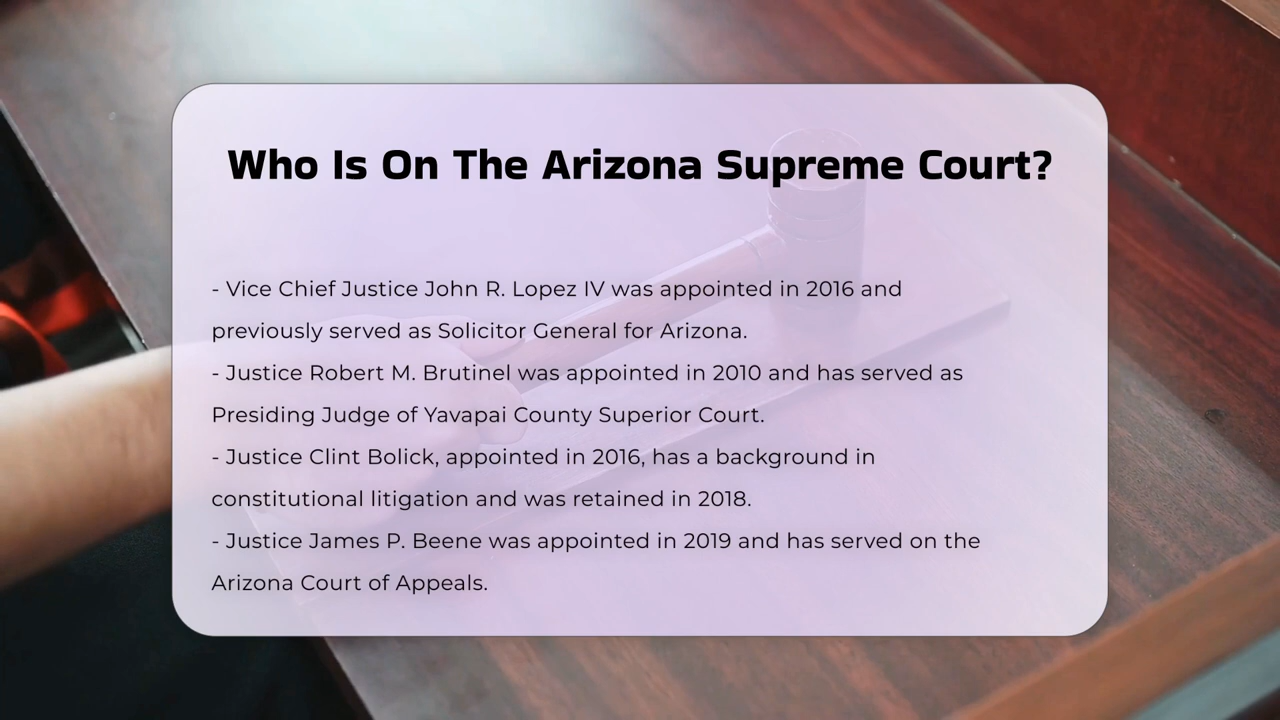 Who Is On The Arizona Supreme Court?
- Vice Chief Justice John R. Lopez IV was appointed in 2016 and
previously served as Solicitor General for Arizona.
- Justice Robert M. Brutinel was appointed in 2010 and has served as
Presiding Judge of Yavapai County Superior Court.
- Justice Clint Bolick, appointed in 2016, has a background in
constitutional litigation and was retained in 2018.
- Justice James P. Beene was appointed in 2019 and has served on the
Arizona Court of Appeals.